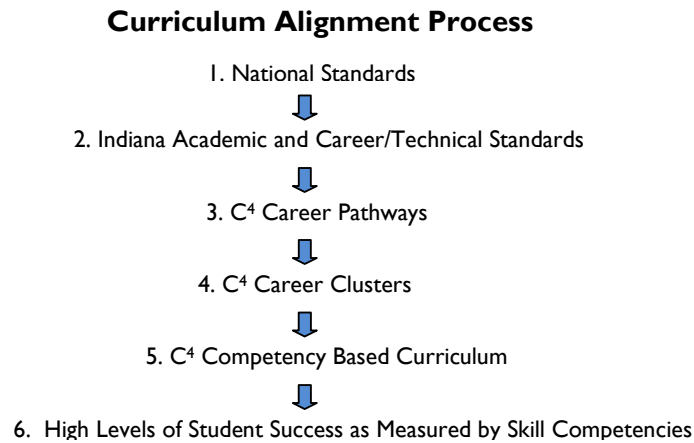 Curriculum Alignment Process
1. National Standards
2. Indiana Academic and Career/Technical Standards
3. C⁴ Career Pathways
4. C⁴ Career Clusters
5. C⁴ Competency Based Curriculum
6. High Levels of Student Success as Measured by Skill Competencies